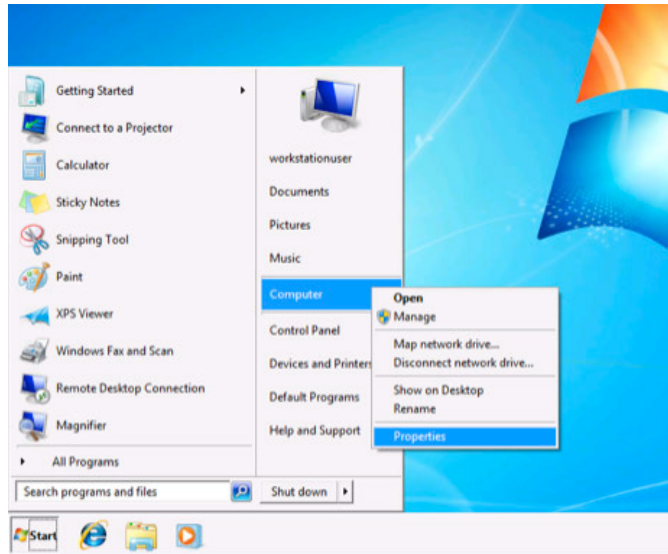 Getting Started
Connect to a Projector
Calculator
Sticky Notes
Snipping Tool
Paint
XPS Viewer
Windows Fax and Scan
Remote Desktop Connection
Magnifier
All Programs
Search programs and files
workstationuser
Documents
Pictures
Music
Computer
Control Panel
Devices and Printers
Default Programs
Help and Support
Shut down
Open
Manage
Map network drive...
Disconnect network drive...
Show on Desktop
Rename
Properties
Start